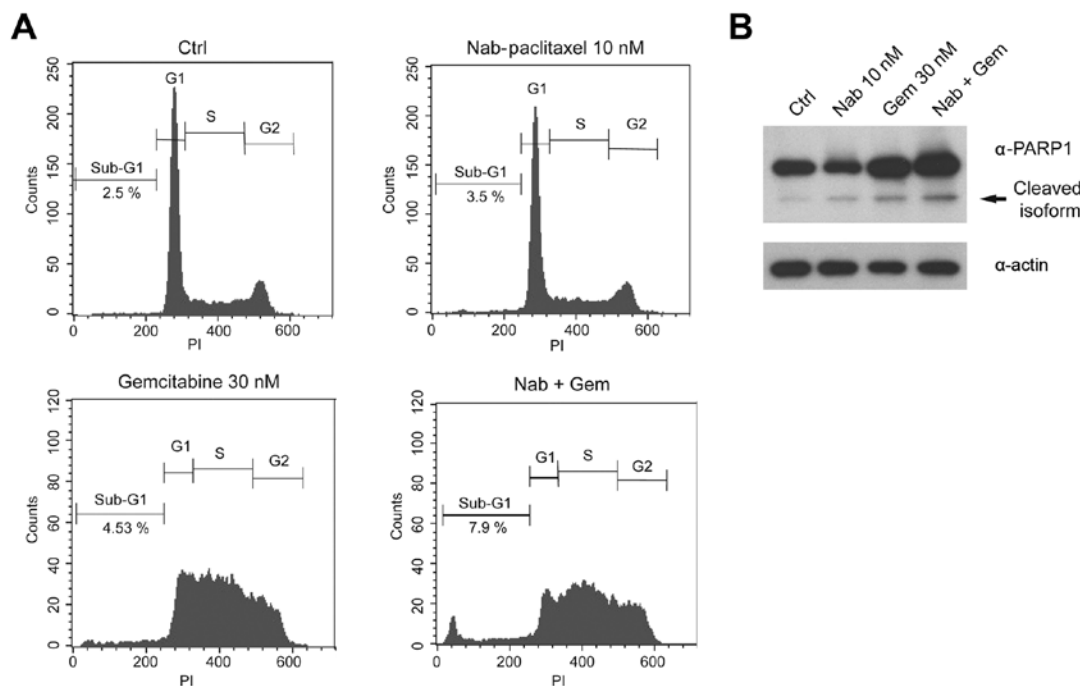 A
Ctrl
250
200
150
100
50
0
Counts
G1
S
G2
Sub-G1
2.5 %
0 200 400 600
PI
Nab-paclitaxel 10 nM
250
200
150
100
50
0
Counts
G1
S
G2
Sub-G1
3.5 %
0 200 400 600
PI
Gemcitabine 30 nM
120
100
80
60
40
20
0
Counts
G1
S
G2
Sub-G1
4.53 %
0 200 400 600
PI
Nab + Gem
120
100
80
60
40
20
0
Counts
G1
S
G2
Sub-G1
7.9 %
0 200 400 600
PI
B
Ctrl
Nab 10 nM
Gem 30 nM
Nab + Gem
α-PARP1
Cleaved
isoform
α-actin